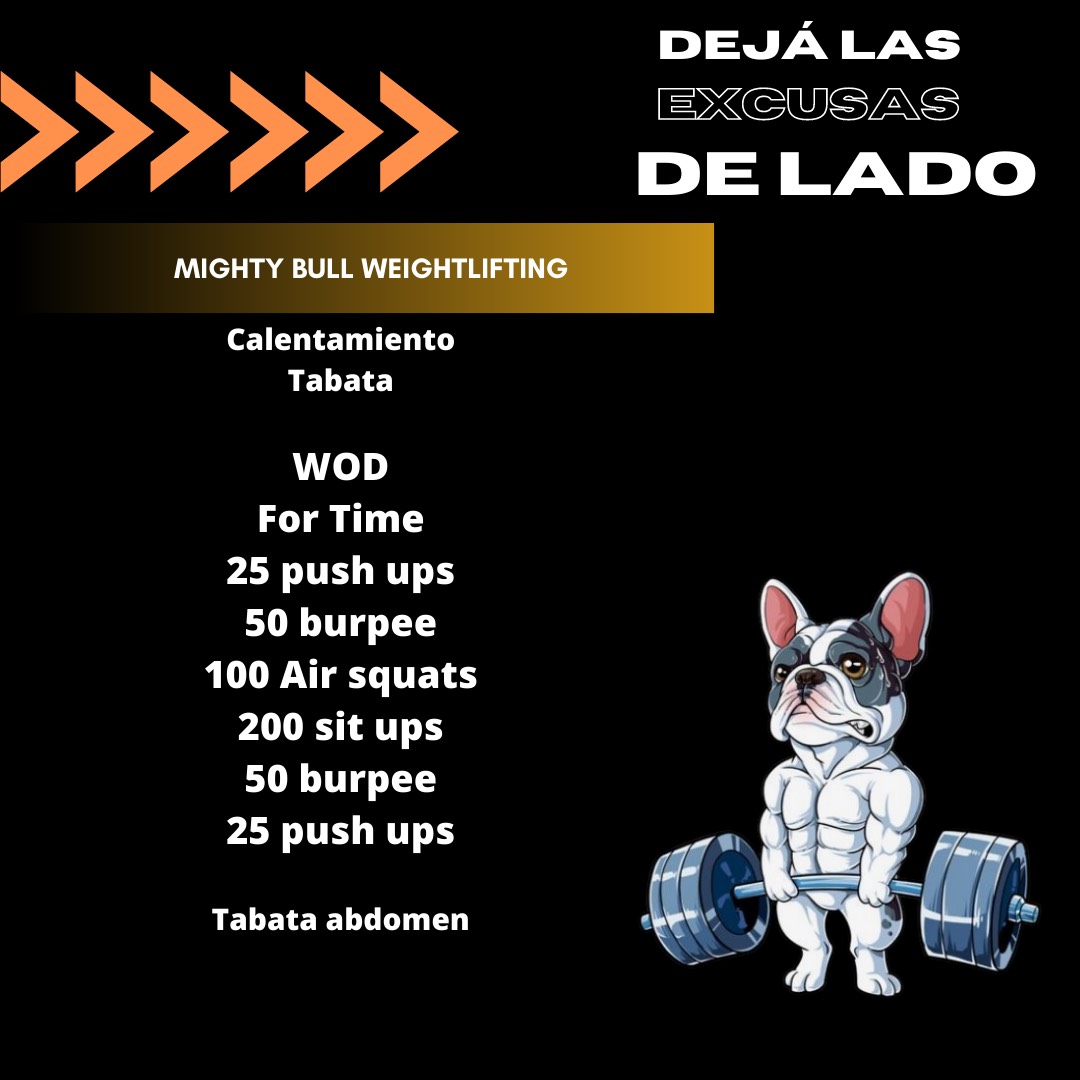 DEJÁ LAS
EXCUSAS
DE LADO
MIGHTY BULL WEIGHTLIFTING
Calentamiento
Tabata
WOD
For Time
25 push ups
50 burpee
100 Air squats
200 sit ups
50 burpee
25 push ups
Tabata abdomen